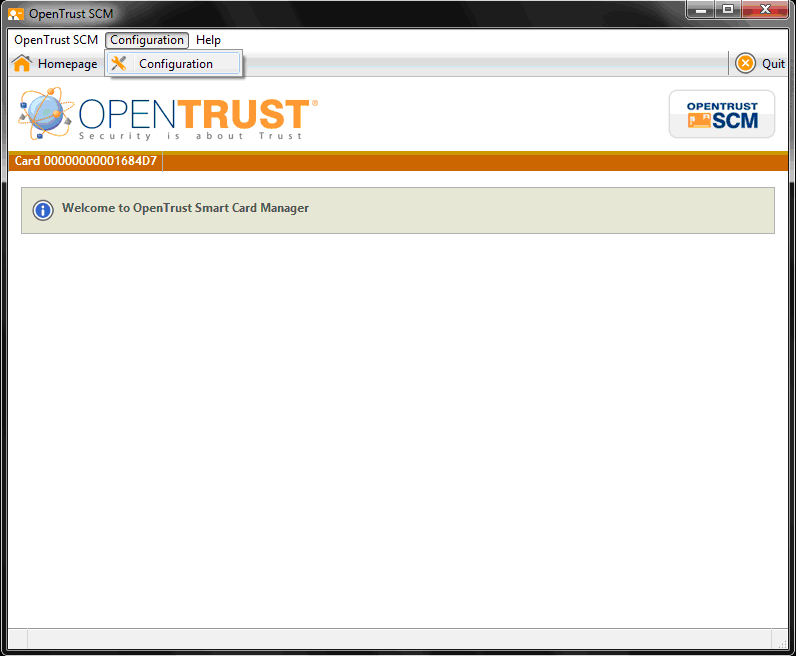 OpenTrust SCM
OpenTrust SCM Configuration Help
Homepage Configuration Quit
OPENTRUST®
Security is about Trust
OPENTRUST
SCM
Card 00000000001684D7
Welcome to OpenTrust Smart Card Manager